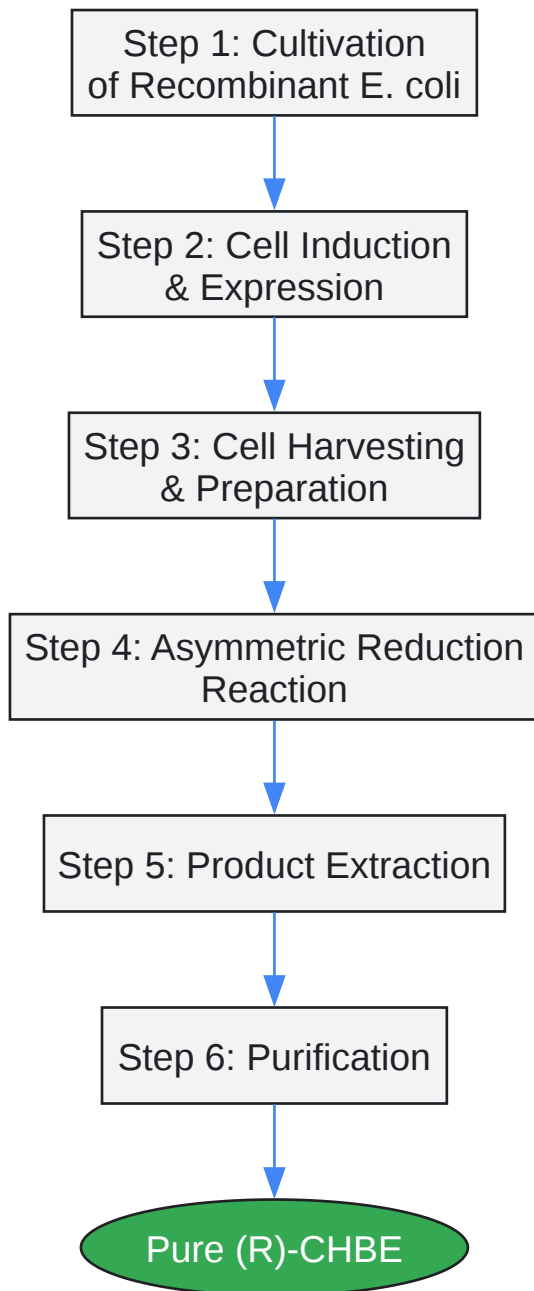 Step 1: Cultivation
of Recombinant E. coli
Step 2: Cell Induction
& Expression
Step 3: Cell Harvesting
& Preparation
Step 4: Asymmetric Reduction
Reaction
Step 5: Product Extraction
Step 6: Purification
Pure (R)-CHBE